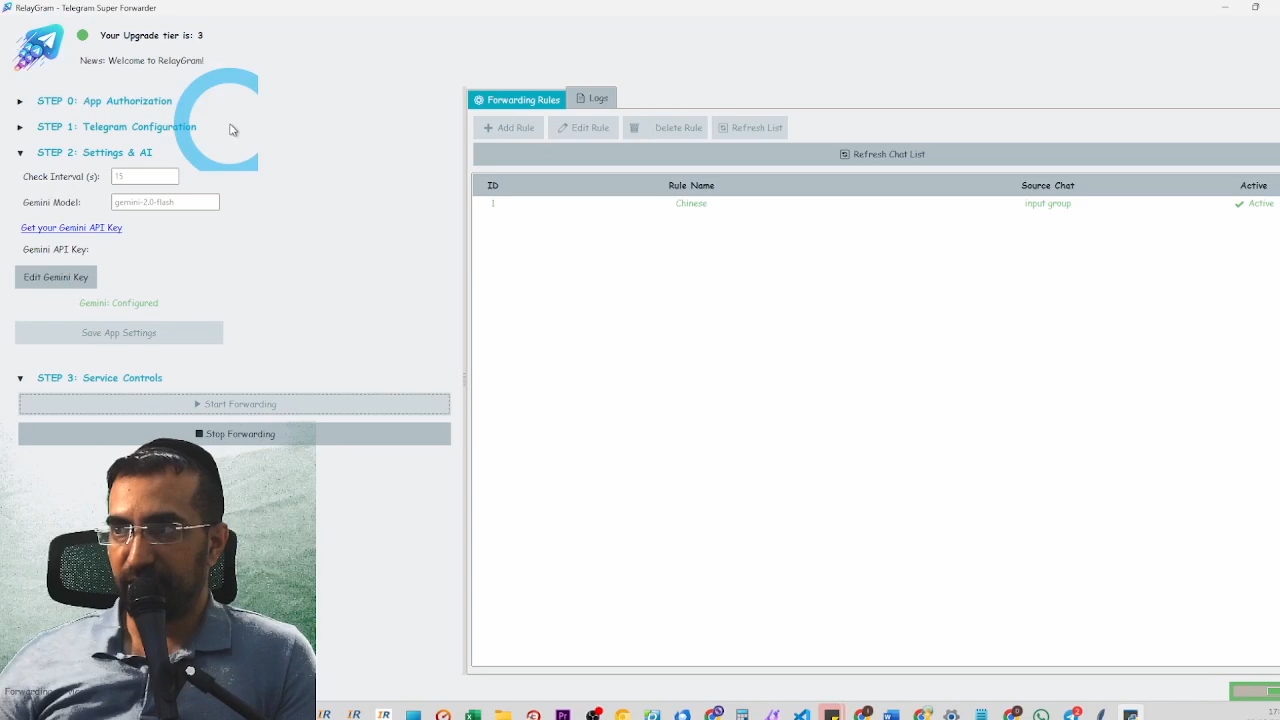 RelayGram - Telegram Super Forwarder
Your Upgrade tier is: 3
News: Welcome to RelayGram!
STEP 0: App Authorization
STEP 1: Telegram Configuration
STEP 2: Settings & AI
Check Interval (s): 15
Gemini Model: gemini-2.0-flash
Get your Gemini API Key
Gemini API Key:
Edit Gemini Key
Gemini: Configured
Save App Settings
STEP 3: Service Controls
Start Forwarding
Stop Forwarding
Forwarding
Forwarding Rules Logs
Add Rule Edit Rule Delete Rule Refresh List
Refresh Chat List
ID Rule Name Source Chat Active
1 Chinese input group Active